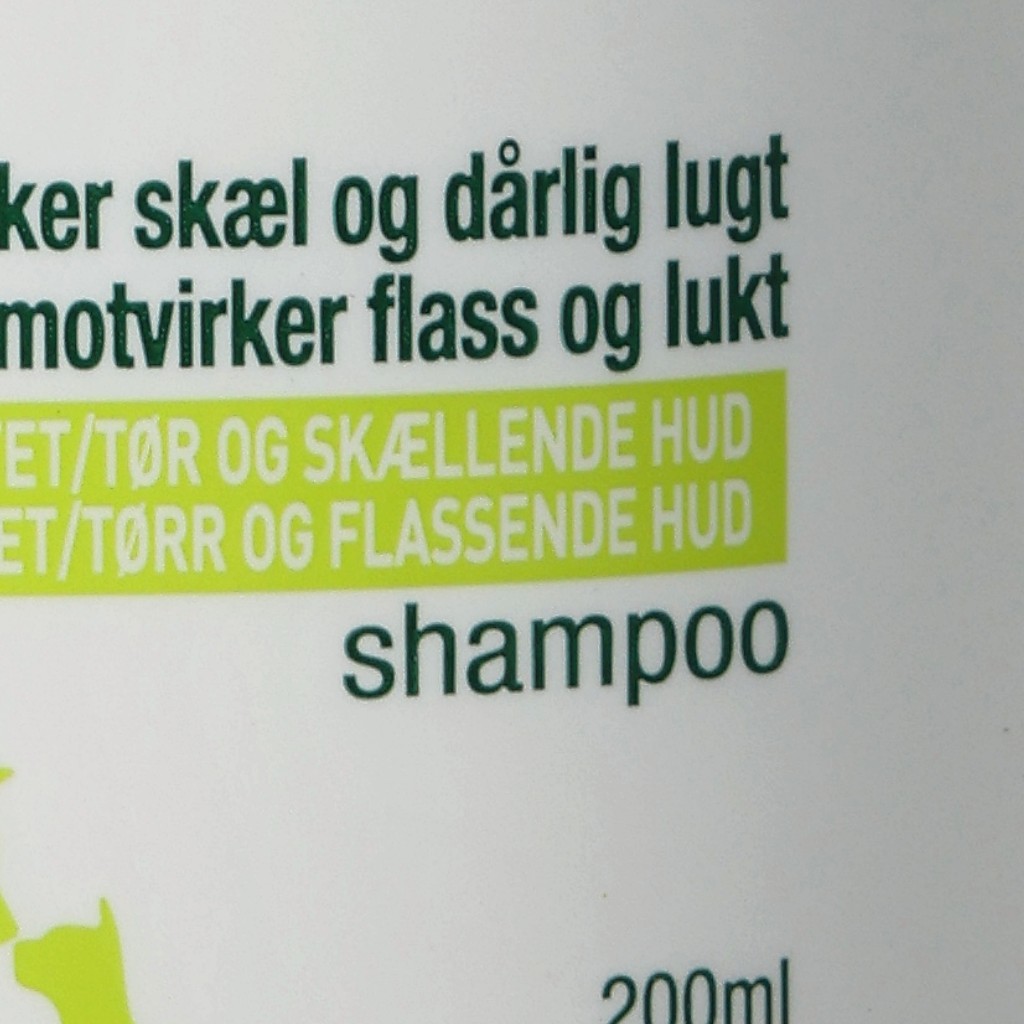 ker skæl og dårlig lugt
motvirker flass og lukt
ET/TØR OG SKÆLLENDE HUD
ET/TØRR OG FLASSENDE HUD
shampoo
200ml